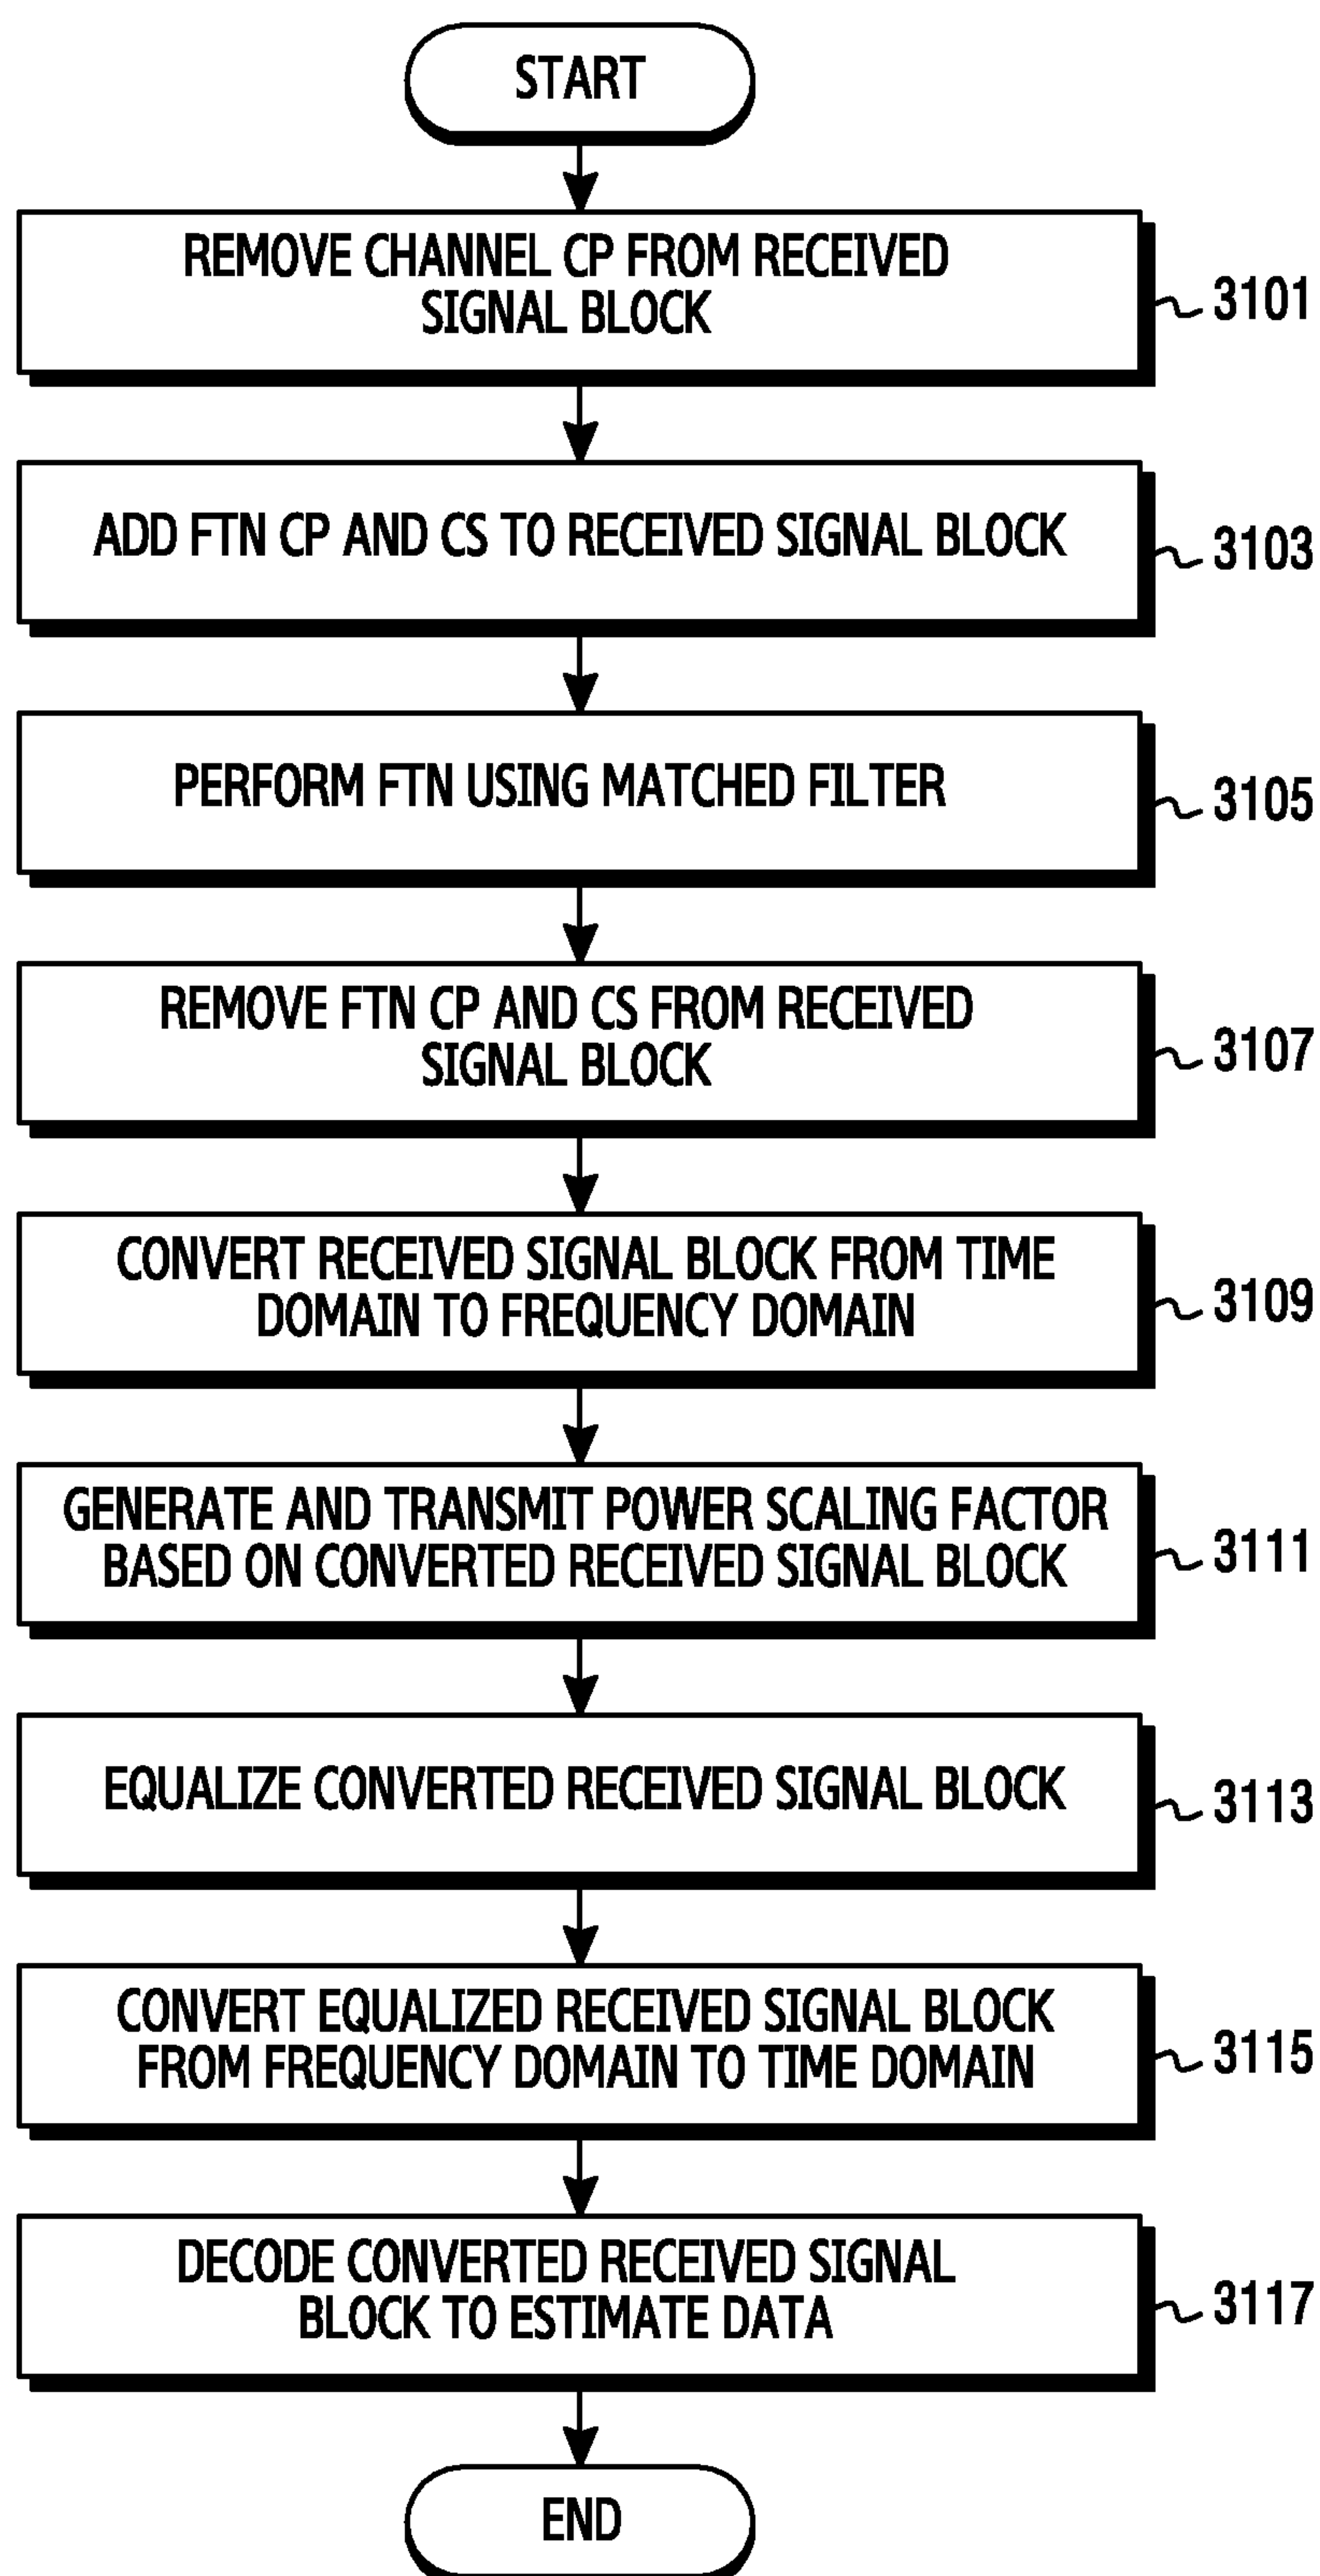 START
REMOVE CHANNEL CP FROM RECEIVED
SIGNAL BLOCK
3101
ADD FTN CP AND CS TO RECEIVED SIGNAL BLOCK
3103
PERFORM FTN USING MATCHED FILTER
3105
REMOVE FTN CP AND CS FROM RECEIVED
SIGNAL BLOCK
3107
CONVERT RECEIVED SIGNAL BLOCK FROM TIME
DOMAIN TO FREQUENCY DOMAIN
3109
GENERATE AND TRANSMIT POWER SCALING FACTOR
BASED ON CONVERTED RECEIVED SIGNAL BLOCK
3111
EQUALIZE CONVERTED RECEIVED SIGNAL BLOCK
3113
CONVERT EQUALIZED RECEIVED SIGNAL BLOCK
FROM FREQUENCY DOMAIN TO TIME DOMAIN
3115
DECODE CONVERTED RECEIVED SIGNAL
BLOCK TO ESTIMATE DATA
3117
END